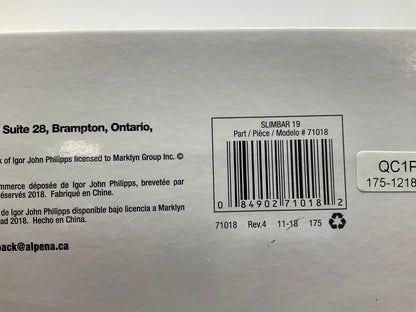 Suite 28, Brampton, Ontario,
k of Igor John Philipps licensed to Marklyn Group Inc. ©
mmerce déposée de Igor John Philipps, brevetée par
réservés 2018. Fabriqué en Chine.
de Igor John Philipps disponible bajo licencia a Marklyn
ad 2018. Hecho en China.
back@alpena.ca
SLIMBAR 19
Part / Pièce / Modelo # 71018
0 84902 71018 2
71018 Rev.4 11-18 175
QC1P
175-1218